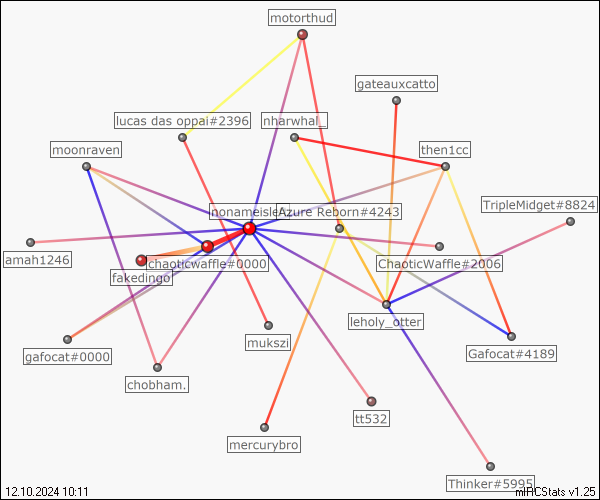 motorthud
gateauxcatto
lucas das oppai#2396
nharwhal_
moonraven
then1cc
TripleMidget#8824
Azure Reborn#4243
amah1246
chaoticwaffle#0000
ChaoticWaffle#2006
fakedingo
leholy_otter
mukszi
gafocat#0000
Gafocat#4189
chobham.
tt532
mercurybro
Thinker#5995
12.10.2024 10:11
mIRCStats v1.25